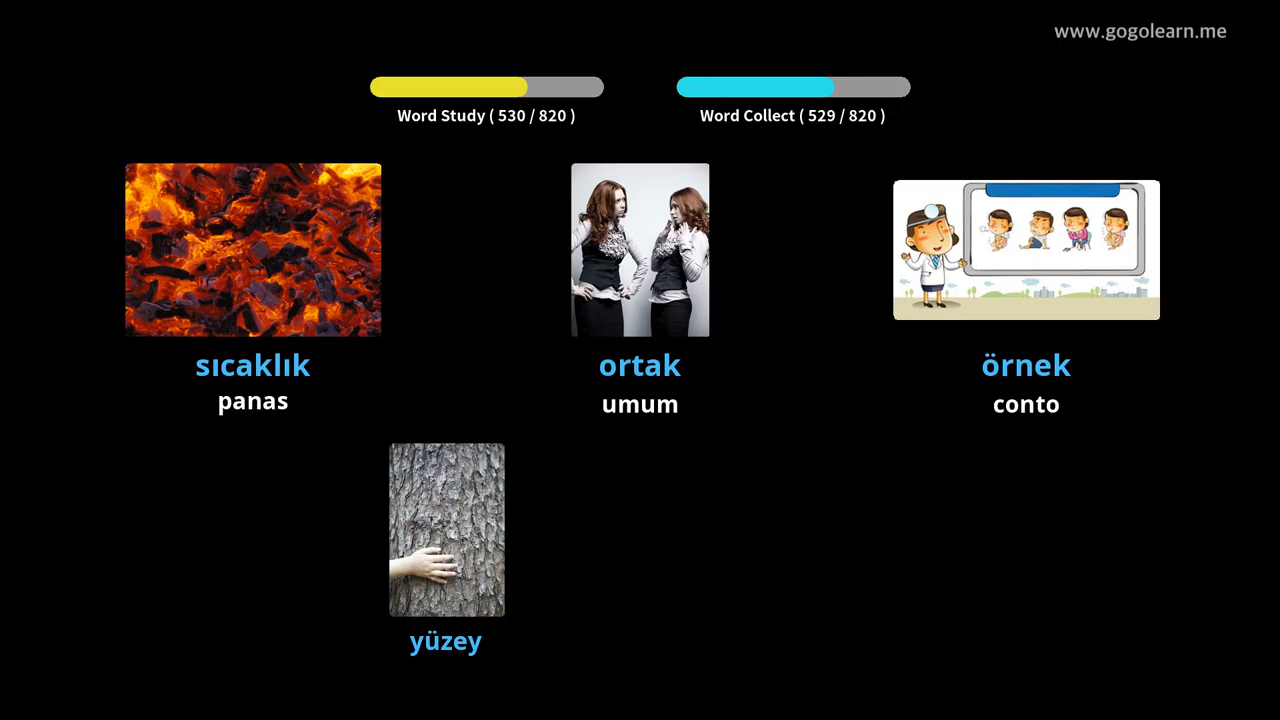 www.gogolearn.me
Word Study ( 530 / 820 )
Word Collect ( 529 / 820 )
sıcaklık
panas
ortak
umum
örnek
conto
yüzey